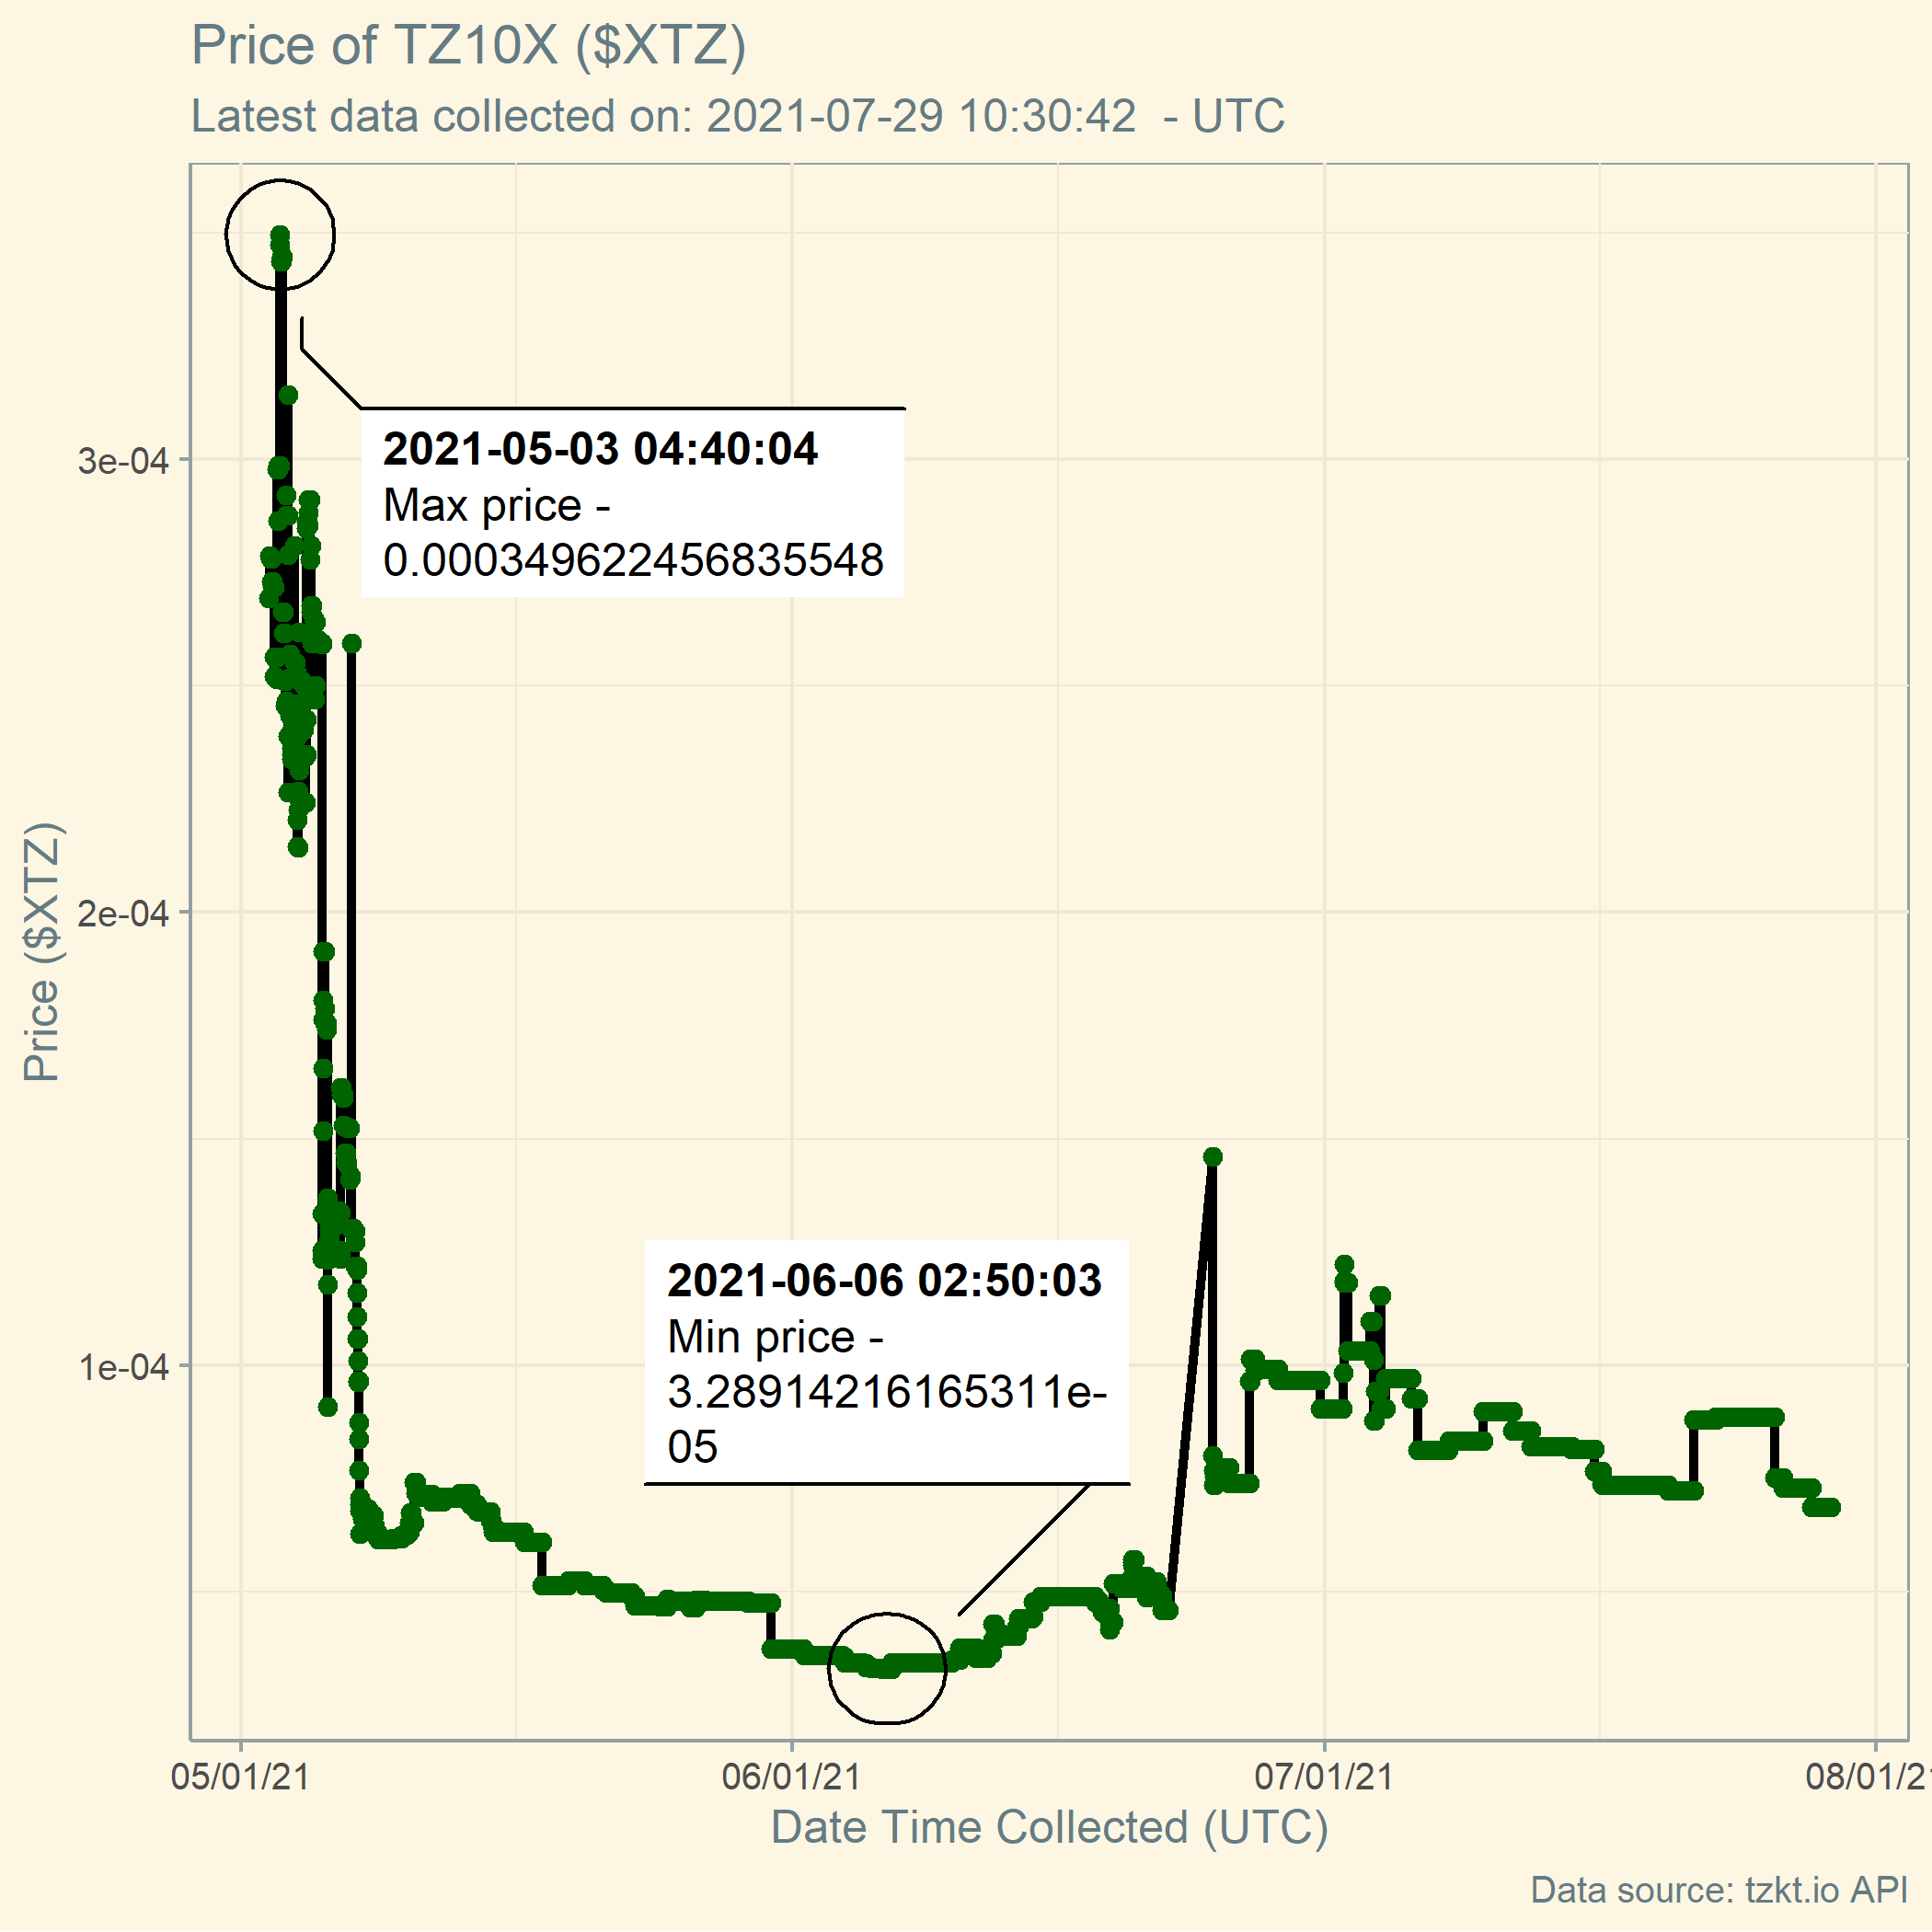 Price of TZ10X ($XTZ)
Latest data collected on: 2021-07-29 10:30:42  - UTC
2021-05-03 04:40:04
Max price -
0.000349622456835548
3e-04
2e-04
Price ($XTZ)
2021-06-06 02:50:03
Min price -
3.28914216165311e-
05
1e-04
05/01/21
06/01/21
07/01/21
08/01/21
Date Time Collected (UTC)
Data source: tzkt.io API